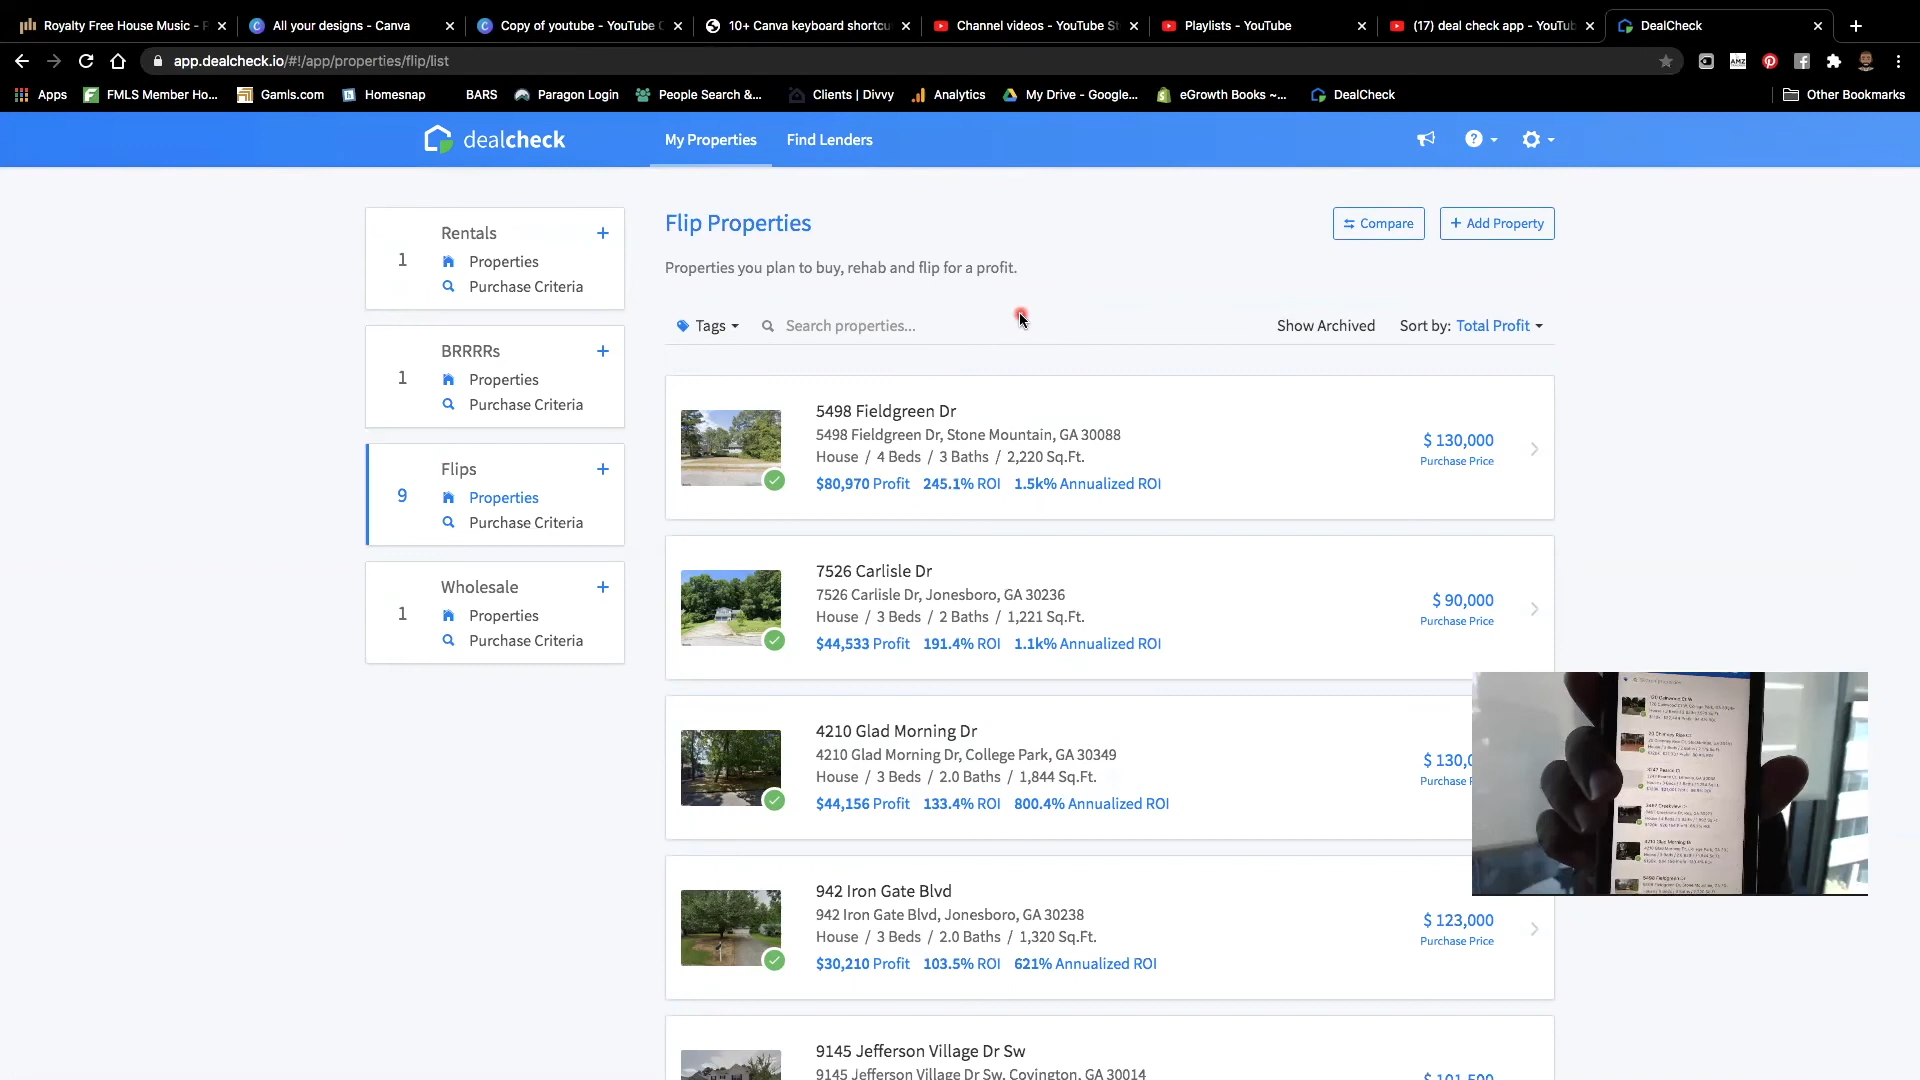 Royalty Free House Music -
All your designs - Canva
Copy of youtube - YouTube
10+ Canva keyboard shortcu
Channel videos - YouTube St
Playlists - YouTube
(17) deal check app - YouTub
DealCheck
app.dealcheck.io/#!/app/properties/flip/list
Apps
FMLS Member Ho...
Gamls.com
Homesnap
BARS
Paragon Login
People Search &...
Clients | Divvy
Analytics
My Drive - Google...
eGrowth Books ~...
DealCheck
Other Bookmarks
dealcheck
My Properties
Find Lenders
Rentals
1
Properties
Purchase Criteria
BRRRRs
1
Properties
Purchase Criteria
Flips
9
Properties
Purchase Criteria
Wholesale
1
Properties
Purchase Criteria
Flip Properties
Compare
+ Add Property
Properties you plan to buy, rehab and flip for a profit.
Tags
Search properties...
Show Archived
Sort by: Total Profit
5498 Fieldgreen Dr
5498 Fieldgreen Dr, Stone Mountain, GA 30088
House / 4 Beds / 3 Baths / 2,220 Sq.Ft.
$80,970 Profit 245.1% ROI 1.5k% Annualized ROI
$ 130,000
Purchase Price
7526 Carlisle Dr
7526 Carlisle Dr, Jonesboro, GA 30236
House / 3 Beds / 2 Baths / 1,221 Sq.Ft.
$44,533 Profit 191.4% ROI 1.1k% Annualized ROI
$ 90,000
Purchase Price
4210 Glad Morning Dr
4210 Glad Morning Dr, College Park, GA 30349
House / 3 Beds / 2.0 Baths / 1,844 Sq.Ft.
$44,156 Profit 133.4% ROI 800.4% Annualized ROI
$ 130,
Purchase
942 Iron Gate Blvd
942 Iron Gate Blvd, Jonesboro, GA 30238
House / 3 Beds / 2.0 Baths / 1,320 Sq.Ft.
$30,210 Profit 103.5% ROI 621% Annualized ROI
$ 123,000
Purchase Price
9145 Jefferson Village Dr Sw
9145 Jefferson Village Dr Sw, Covington, GA 30014
$ 101,500